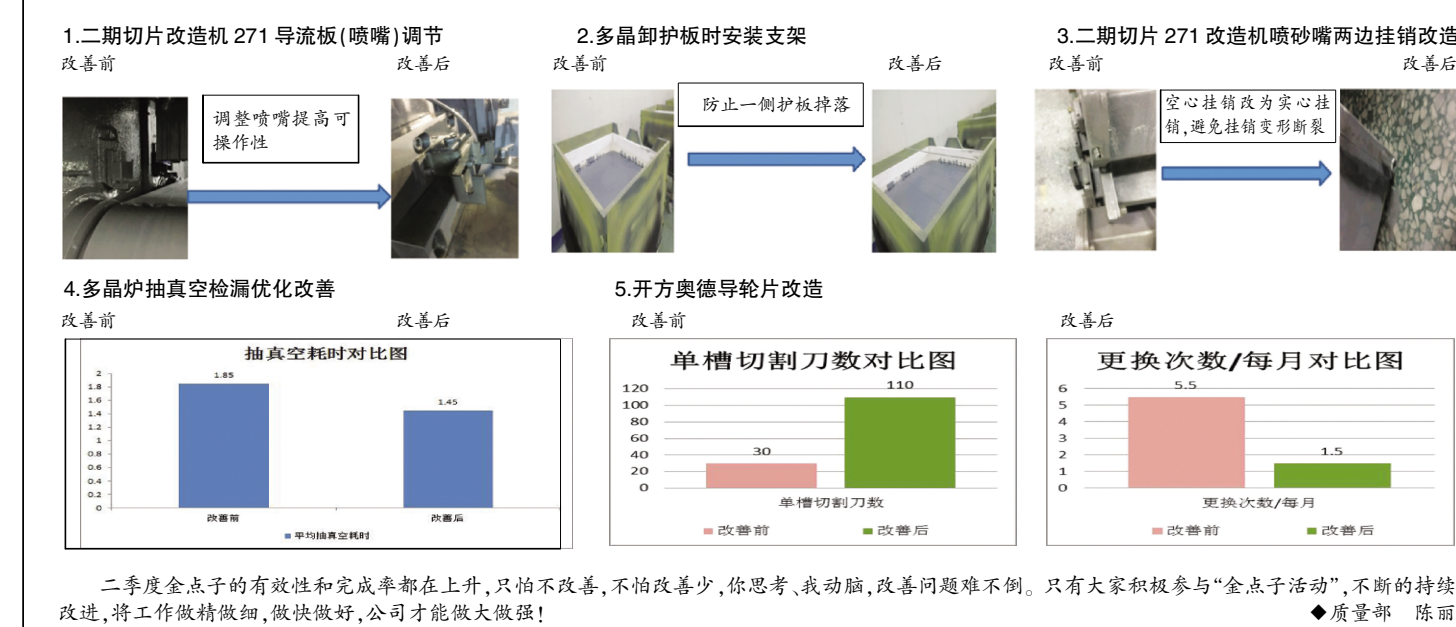 1.二期切片改造机 271 导流板(喷嘴)调节
改善前
改善后
调整喷嘴提高可
操作性
2.多晶卸护板时安装支架
改善前
改善后
防止一侧护板掉落
3.二期切片 271 改造机喷砂嘴两边挂销改造
改善前
改善后
空心挂销改为实心挂
销,避免挂销变形断裂
4.多晶炉抽真空检漏优化改善
改善前
改善后
抽真空耗时对比图
2
1.8
1.6
1.4
1.2
1
0.8
0.6
0.4
0.2
0
1.85
1.45
改善前
改善后
平均抽真空耗时
5.开方奥德导轮片改造
改善前
改善后
单槽切割刀数对比图
120
100
80
60
40
20
0
30
110
单槽切割刀数
改善前
改善后
更换次数/每月对比图
6
5
4
3
2
1
0
5.5
1.5
更换次数/每月
改善前
改善后
二季度金点子的有效性和完成率都在上升,只怕不改善,不怕改善少,你思考、我动脑,改善问题难不倒。只有大家积极参与“金点子活动”,不断的持续
改进,将工作做精做细,做快做好,公司才能做大做强!
◆质量部 陈丽